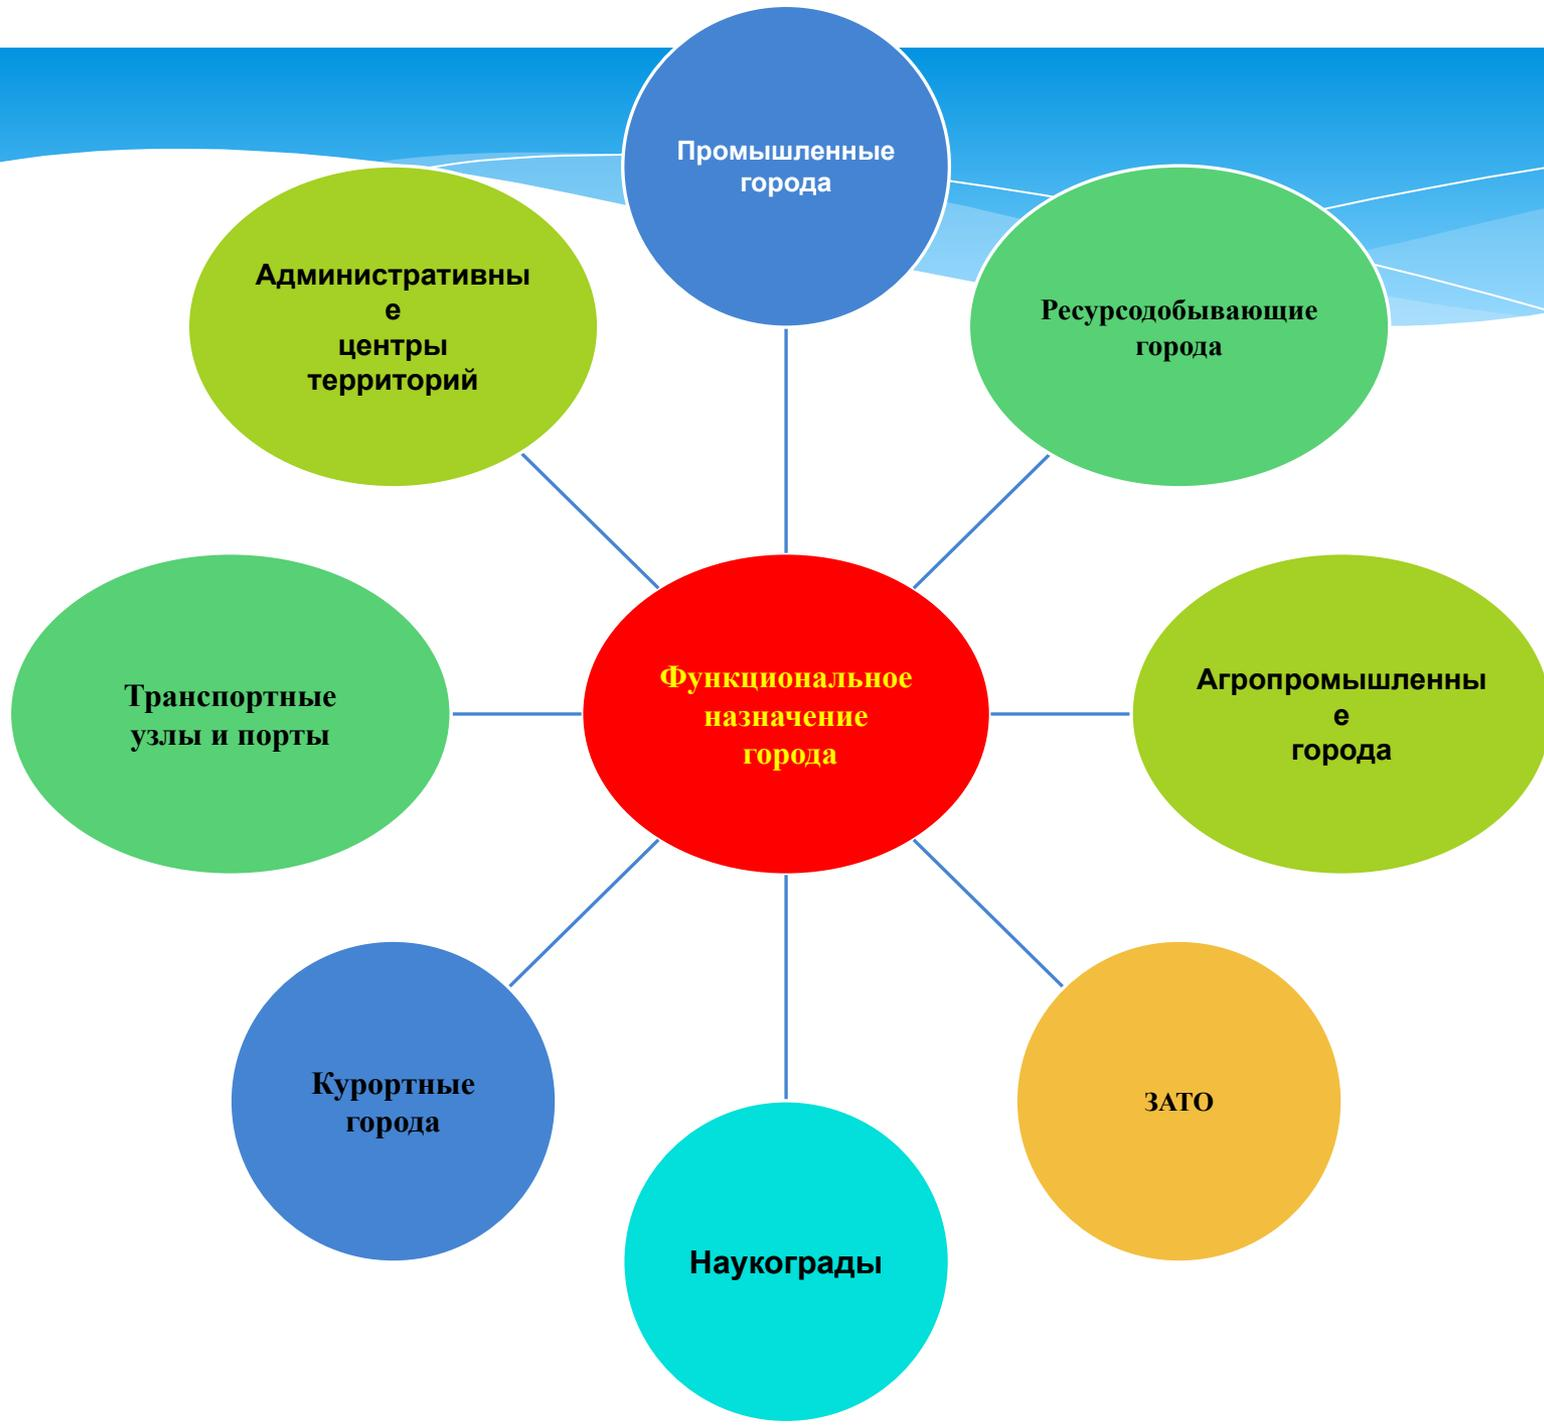 Промышленные
города
Административны
е
центры
территорий
Ресурсодобывающие
города
Транспортные
узлы и порты
Функциональное
назначение
города
Агропромышленны
е
города
Курортные
города
ЗАТО
Наукограды